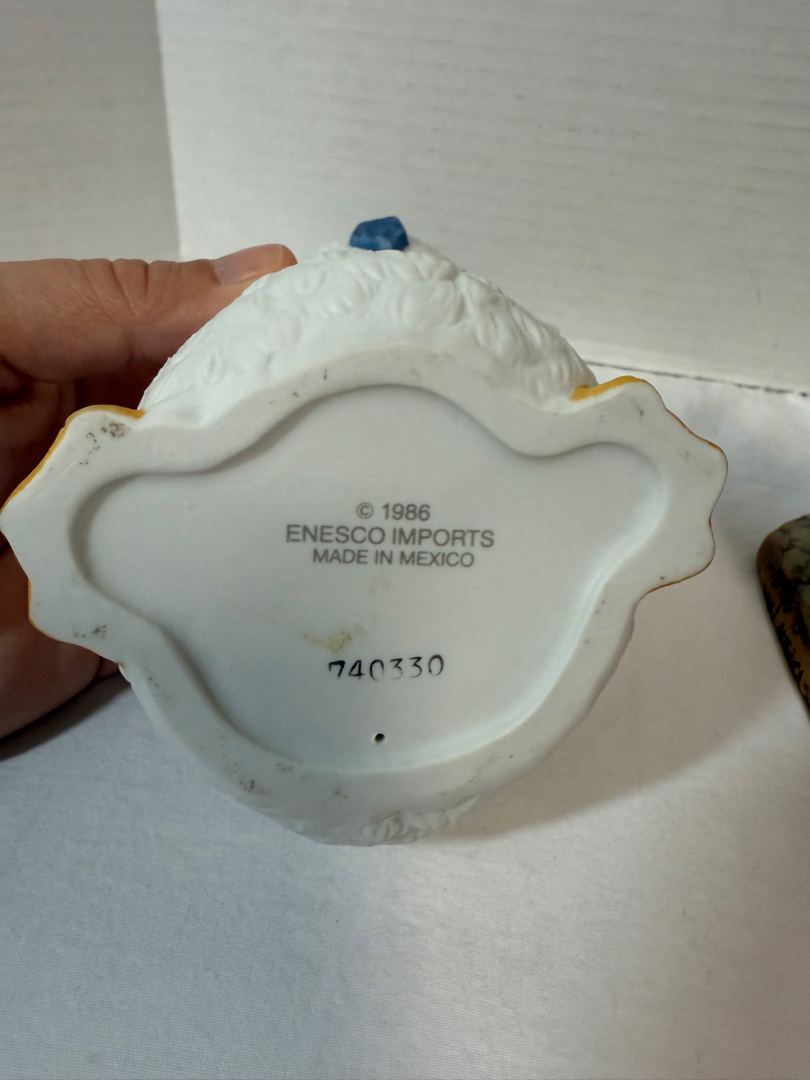 © 1986
ENESCO IMPORTS
MADE IN MEXICO
740330